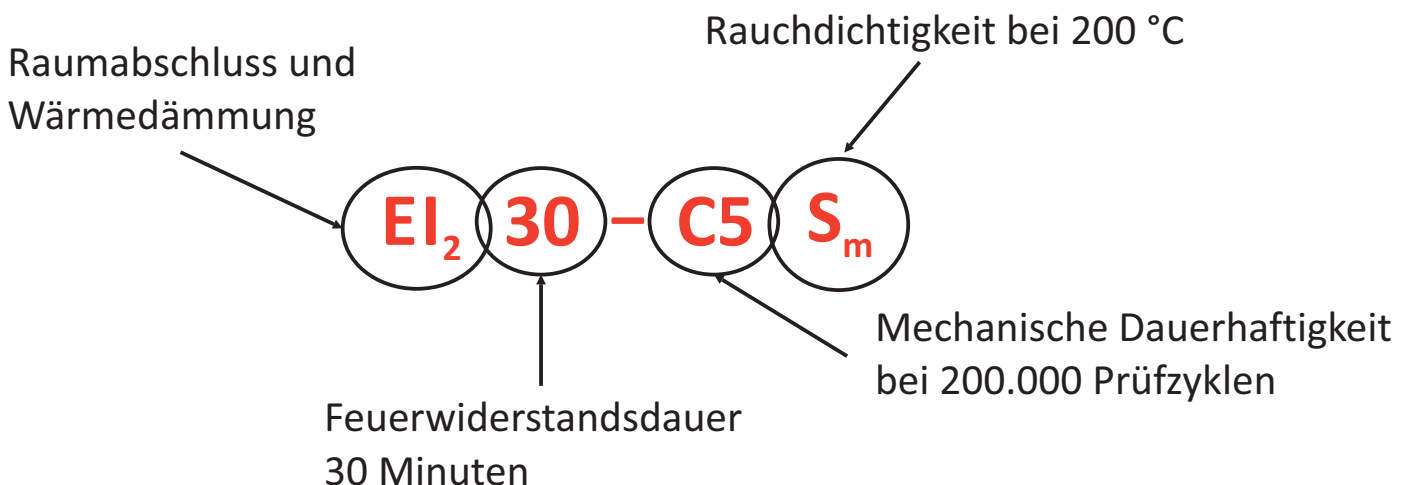 Rauchdichtigkeit bei 200 °C
Raumabschluss und
Wärmedämmung
EI₂ 30 – C5 Sₘ
Mechanische Dauerhaftigkeit
bei 200.000 Prüfzyklen
Feuerwiderstandsdauer
30 Minuten